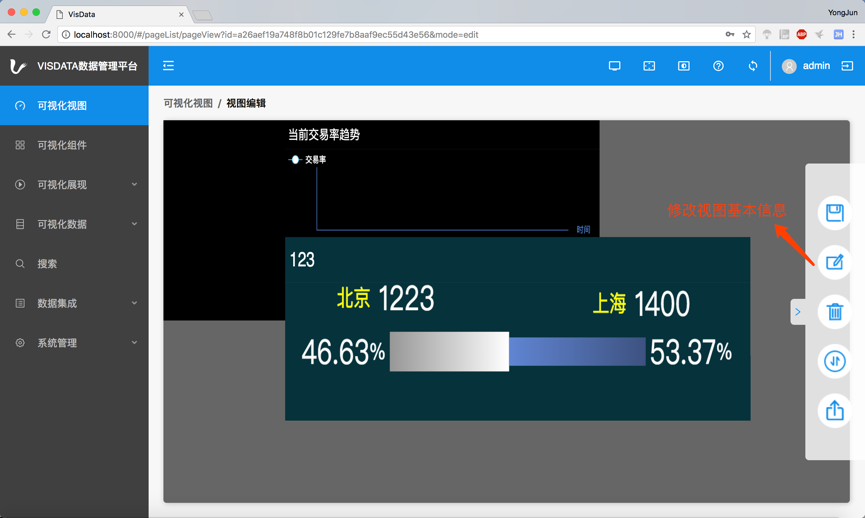 VisData
YongJun
localhost:8000/#/pageList/pageView?id=a26aef19a748f8b01c129fe7b8aaf9ec55d43e56&mode=edit
ABP
JH
VISDATA数据管理平台
admin
可视化视图
可视化组件
可视化展现
可视化数据
搜索
数据集成
系统管理
可视化视图 / 视图编辑
当前交易率趋势
交易率
时间
123
北京 1223
上海 1400
46.63%
53.37%
修改视图基本信息